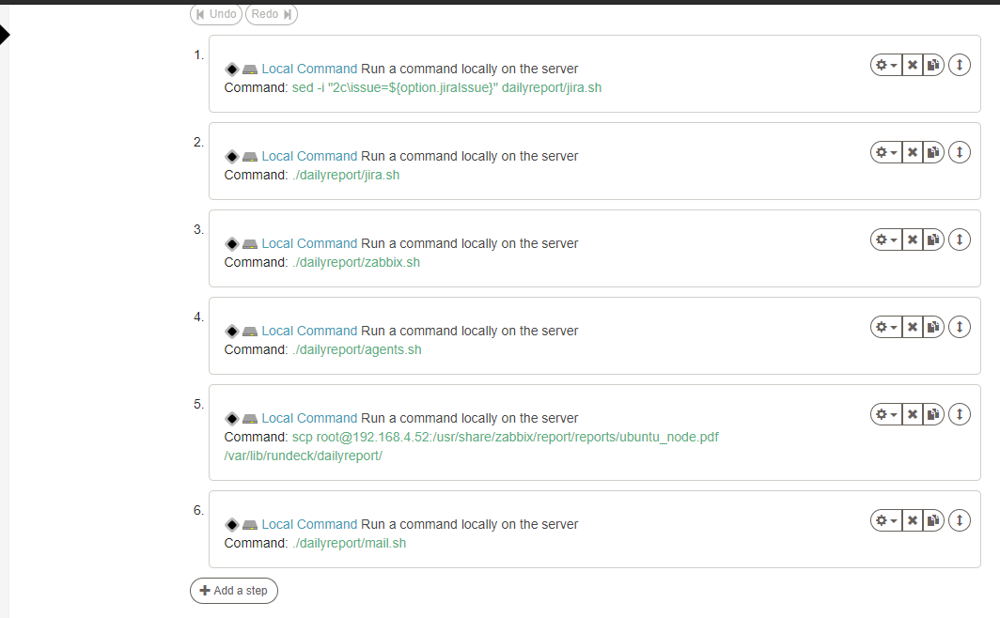 Undo Redo
1.
Local Command Run a command locally on the server
Command: sed -i "2c\issue=${option.jiraIssue}" dailyreport/jira.sh
2.
Local Command Run a command locally on the server
Command: ./dailyreport/jira.sh
3.
Local Command Run a command locally on the server
Command: ./dailyreport/zabbix.sh
4.
Local Command Run a command locally on the server
Command: ./dailyreport/agents.sh
5.
Local Command Run a command locally on the server
Command: scp root@192.168.4.52:/usr/share/zabbix/report/reports/ubuntu_node.pdf
/var/lib/rundeck/dailyreport/
6.
Local Command Run a command locally on the server
Command: ./dailyreport/mail.sh
Add a step